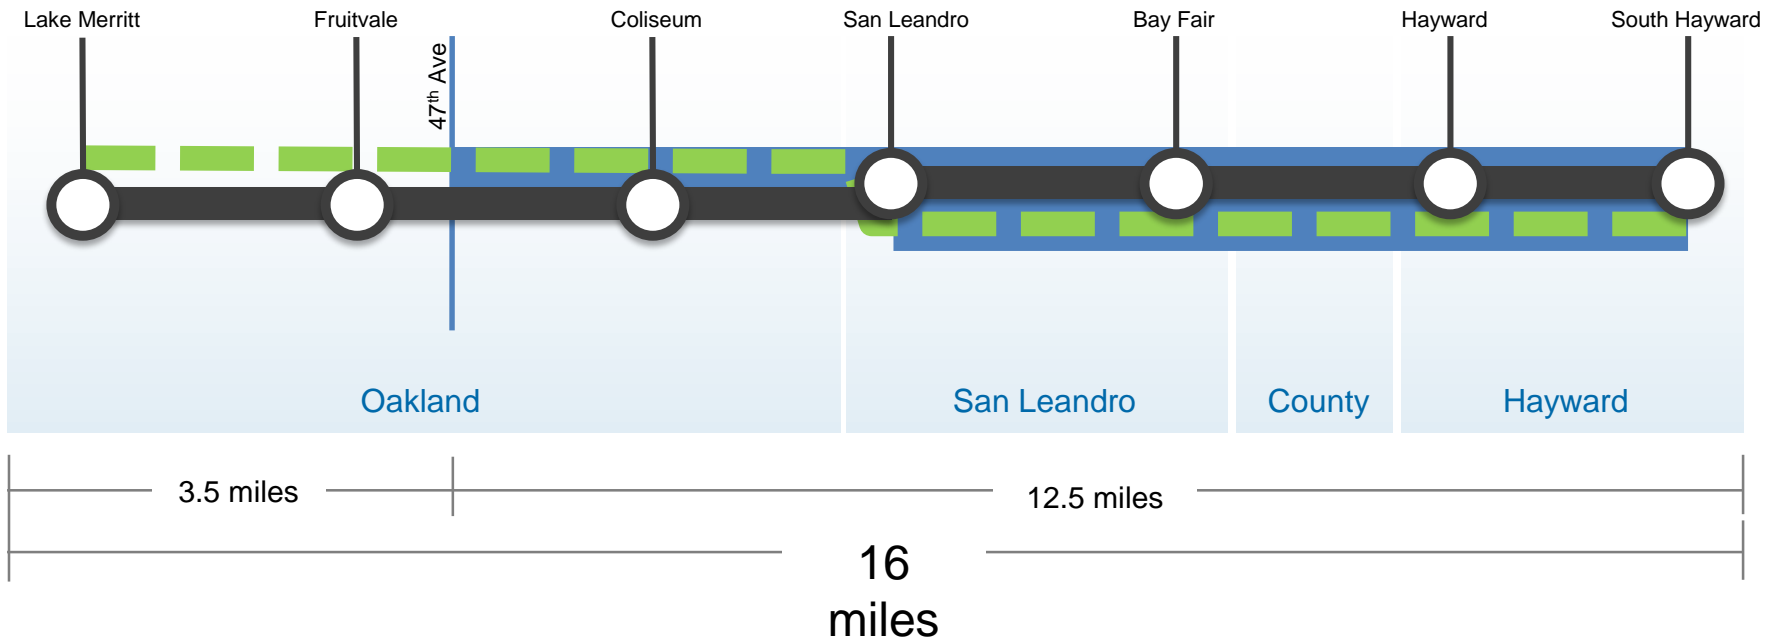 Lake Merritt
Fruitvale
Coliseum
San Leandro
Bay Fair
Hayward
South Hayward
47th Ave
Oakland
San Leandro
County
Hayward
3.5 miles
12.5 miles
16
miles